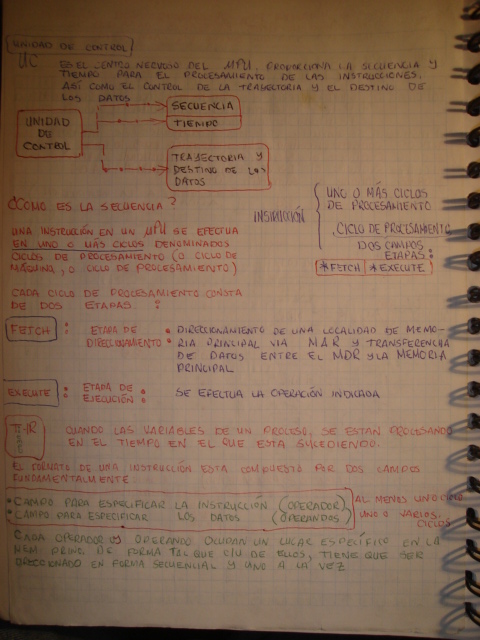 UNIDAD DE CONTROL
UC ES EL CENTRO NERVIOSO DEL MPU. PROPORCIONA LA SECUENCIA Y
TIEMPO PARA EL PROCESAMIENTO DE LAS INSTRUCCIONES,
ASÍ COMO EL CONTROL DE LA TRAYECTORIA Y EL DESTINO DE
LOS DATOS
UNIDAD
DE
CONTROL
SECUENCIA
TIEMPO
TRAYECTORIA Y
DESTINO DE LOS
DATOS
¿COMO ES LA SECUENCIA?
UNA INSTRUCCIÓN EN UN MPU SE EFECTUA
EN UNO O MÁS CICLOS DENOMINADOS
CICLOS DE PROCESAMIENTO (O CICLO DE
MÁQUINA, O CICLO DE PROCESAMIENTO)
INSTRUCCIÓN
UNO O MÁS CICLOS
DE PROCESAMIENTO
CICLO DE PROCESAMIENTO
DOS CAMPOS
ETAPAS:
*FETCH *EXECUTE
CADA CICLO DE PROCESAMIENTO CONSTA
DE DOS ETAPAS. :
FETCH : ETAPA DE DIRECCIONAMIENTO : DIRECCIONAMIENTO DE UNA LOCALIDAD DE MEMO-
RIA PRINCIPAL VIA MAR Y TRANSFERENCIA
DE DATOS ENTRE EL MDR Y LA MEMORIA
PRINCIPAL
EXECUTE : ETAPA DE EJECUCIÓN : SE EFECTUA LA OPERACIÓN INDICADA
CUANDO LAS VARIABLES DE UN PROCESO, SE ESTAN PROCESANDO
EN EL TIEMPO EN EL QUE ESTA SUCEDIENDO.
EL FORMATO DE UNA INSTRUCCIÓN ESTA COMPUESTO POR DOS CAMPOS
FUNDAMENTALMENTE
• CAMPO PARA ESPECIFICAR LA INSTRUCCIÓN (OPERADOR)
• CAMPO PARA ESPECIFICAR LOS DATOS (OPERANDOS)
AL MENOS UN CICLO
UNO O VARIOS
CICLOS
CADA OPERADOR Y OPERANDO OCUPAN UN LUGAR ESPECÍFICO EN LA
MEM. PRINC. DE FORMA TAL QUE C/U DE ELLOS, TIENE QUE SER
DIRECCIONADO EN FORMA SECUENCIAL Y UNO A LA VEZ